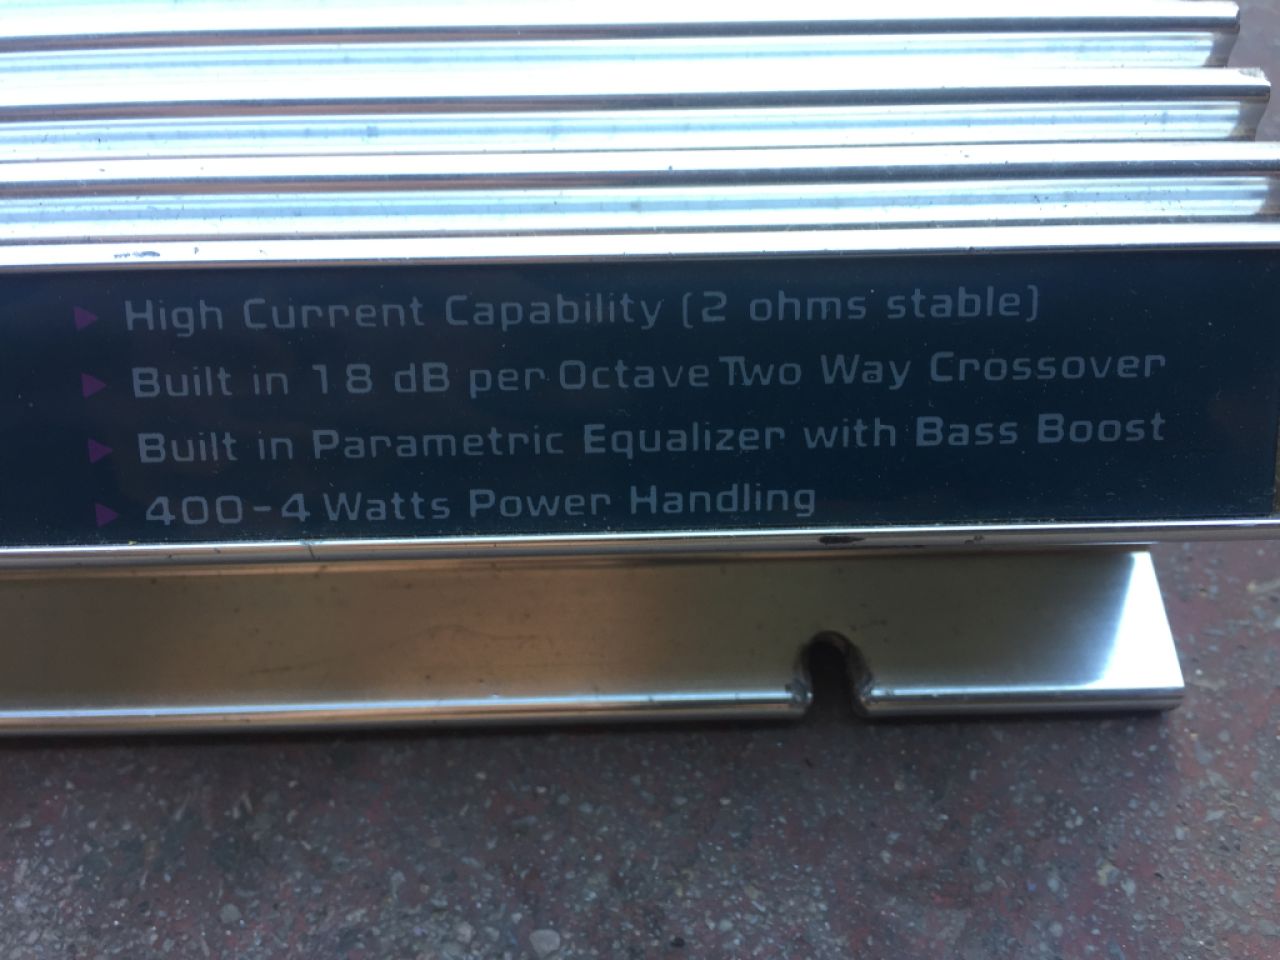 High Current Capability (2 ohms stable)
Built in 18 dB per Octave Two Way Crossover
Built in Parametric Equalizer with Bass Boost
400-4 Watts Power Handling